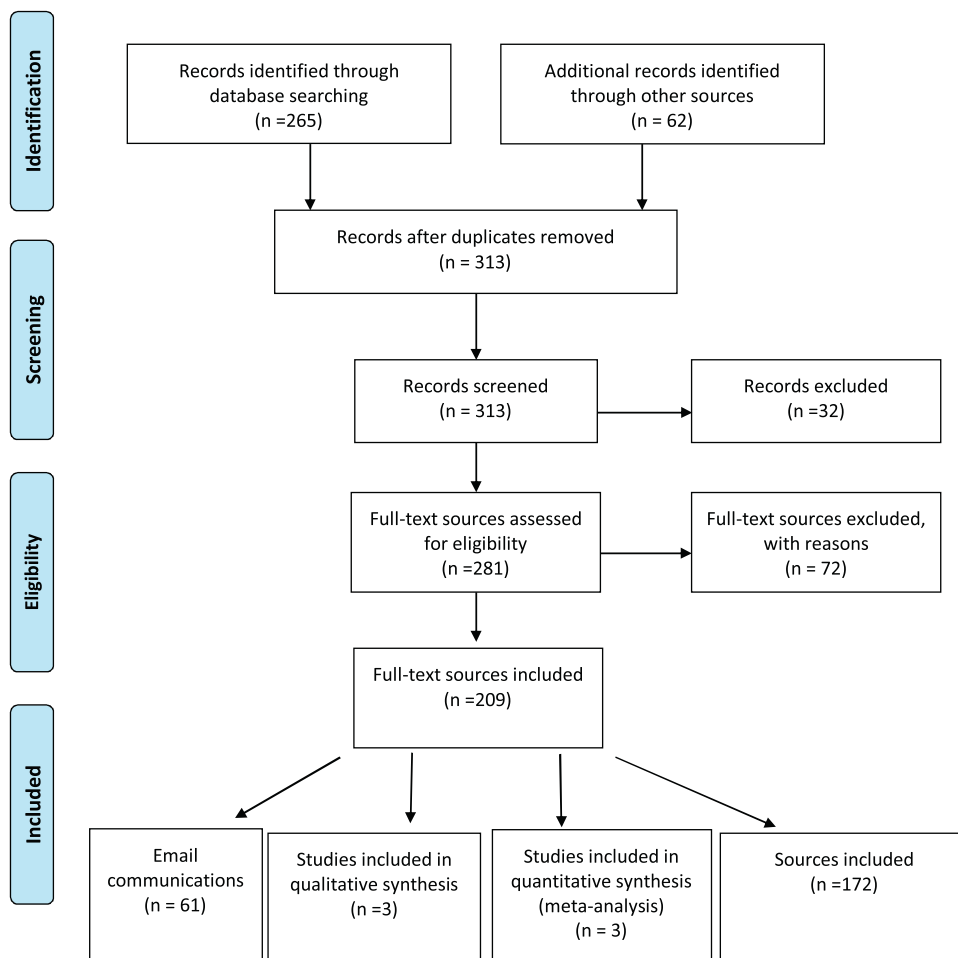 Identification
Records identified through
database searching
(n =265)
Additional records identified
through other sources
(n = 62)
Records after duplicates removed
(n = 313)
Screening
Records screened
(n = 313)
Records excluded
(n =32)
Eligibility
Full-text sources assessed
for eligibility
(n =281)
Full-text sources excluded,
with reasons
(n = 72)
Full-text sources included
(n =209)
Included
Email
communications
(n = 61)
Studies included in
qualitative synthesis
(n =3)
Studies included in
quantitative synthesis
(meta-analysis)
(n = 3)
Sources included
(n =172)